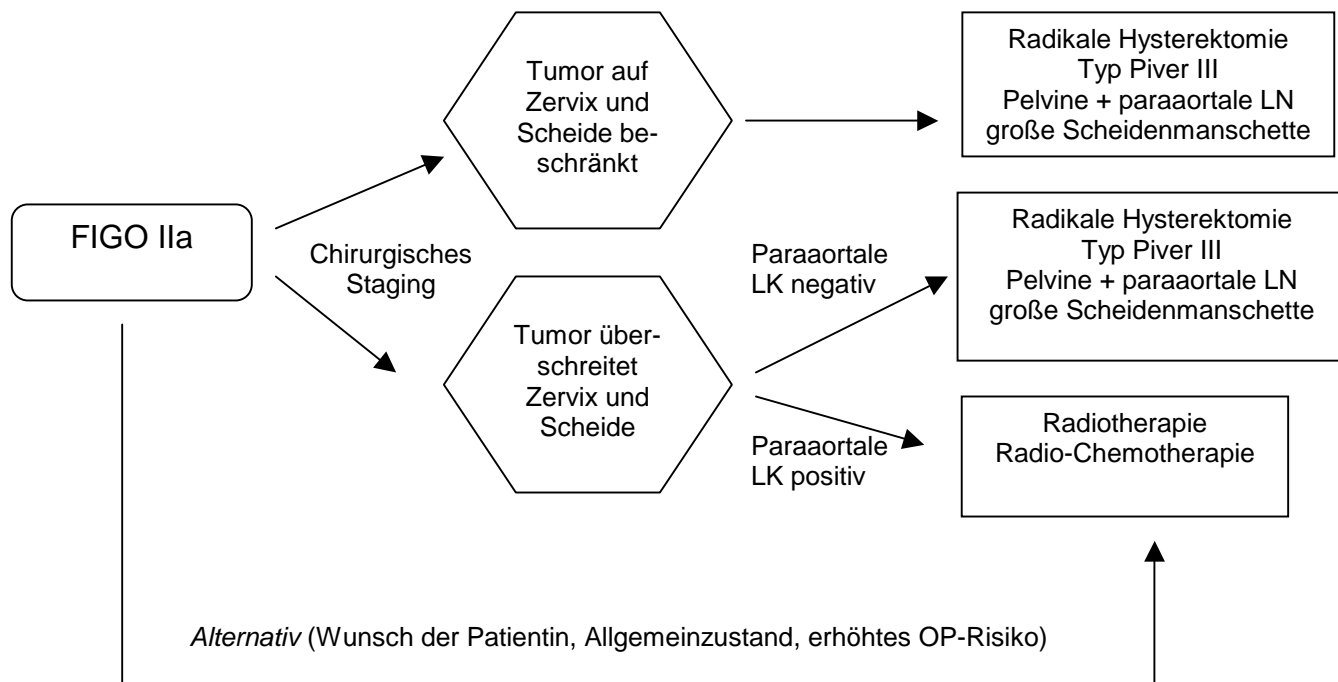 FIGO IIa
Chirurgisches
Staging
Tumor auf
Zervix und
Scheide be-
schränkt
Radikale Hysterektomie
Typ Piver III
Pelvine + paraaortale LN
große Scheidenmanschette
Tumor über-
schreitet
Zervix und
Scheide
Paraaortale
LK negativ
Radikale Hysterektomie
Typ Piver III
Pelvine + paraaortale LN
große Scheidenmanschette
Paraaortale
LK positiv
Radiotherapie
Radio-Chemotherapie
Alternativ (Wunsch der Patientin, Allgemeinzustand, erhöhtes OP-Risiko)